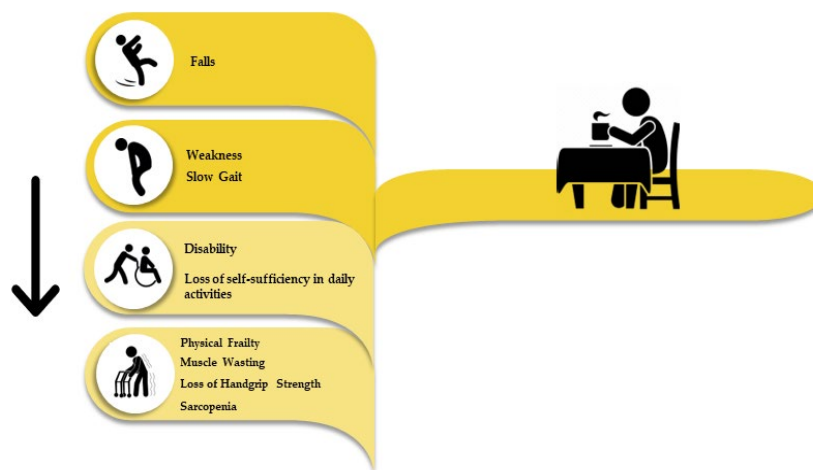 Falls
Weakness
Slow Gait
Disability
Loss of self-sufficiency in daily
activities
Physical Frailty
Muscle Wasting
Loss of Handgrip Strength
Sarcopenia